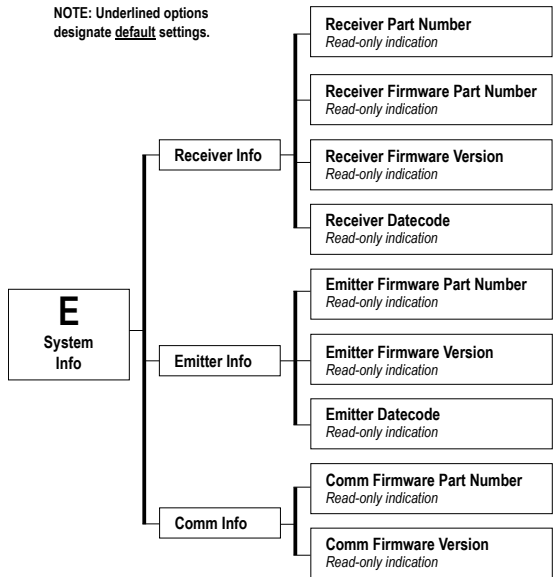 NOTE: Underlined options
designate default settings.
E
System
Info
Receiver Info
Receiver Part Number
Read-only indication
Receiver Firmware Part Number
Read-only indication
Receiver Firmware Version
Read-only indication
Receiver Datecode
Read-only indication
Emitter Info
Emitter Firmware Part Number
Read-only indication
Emitter Firmware Version
Read-only indication
Emitter Datecode
Read-only indication
Comm Info
Comm Firmware Part Number
Read-only indication
Comm Firmware Version
Read-only indication